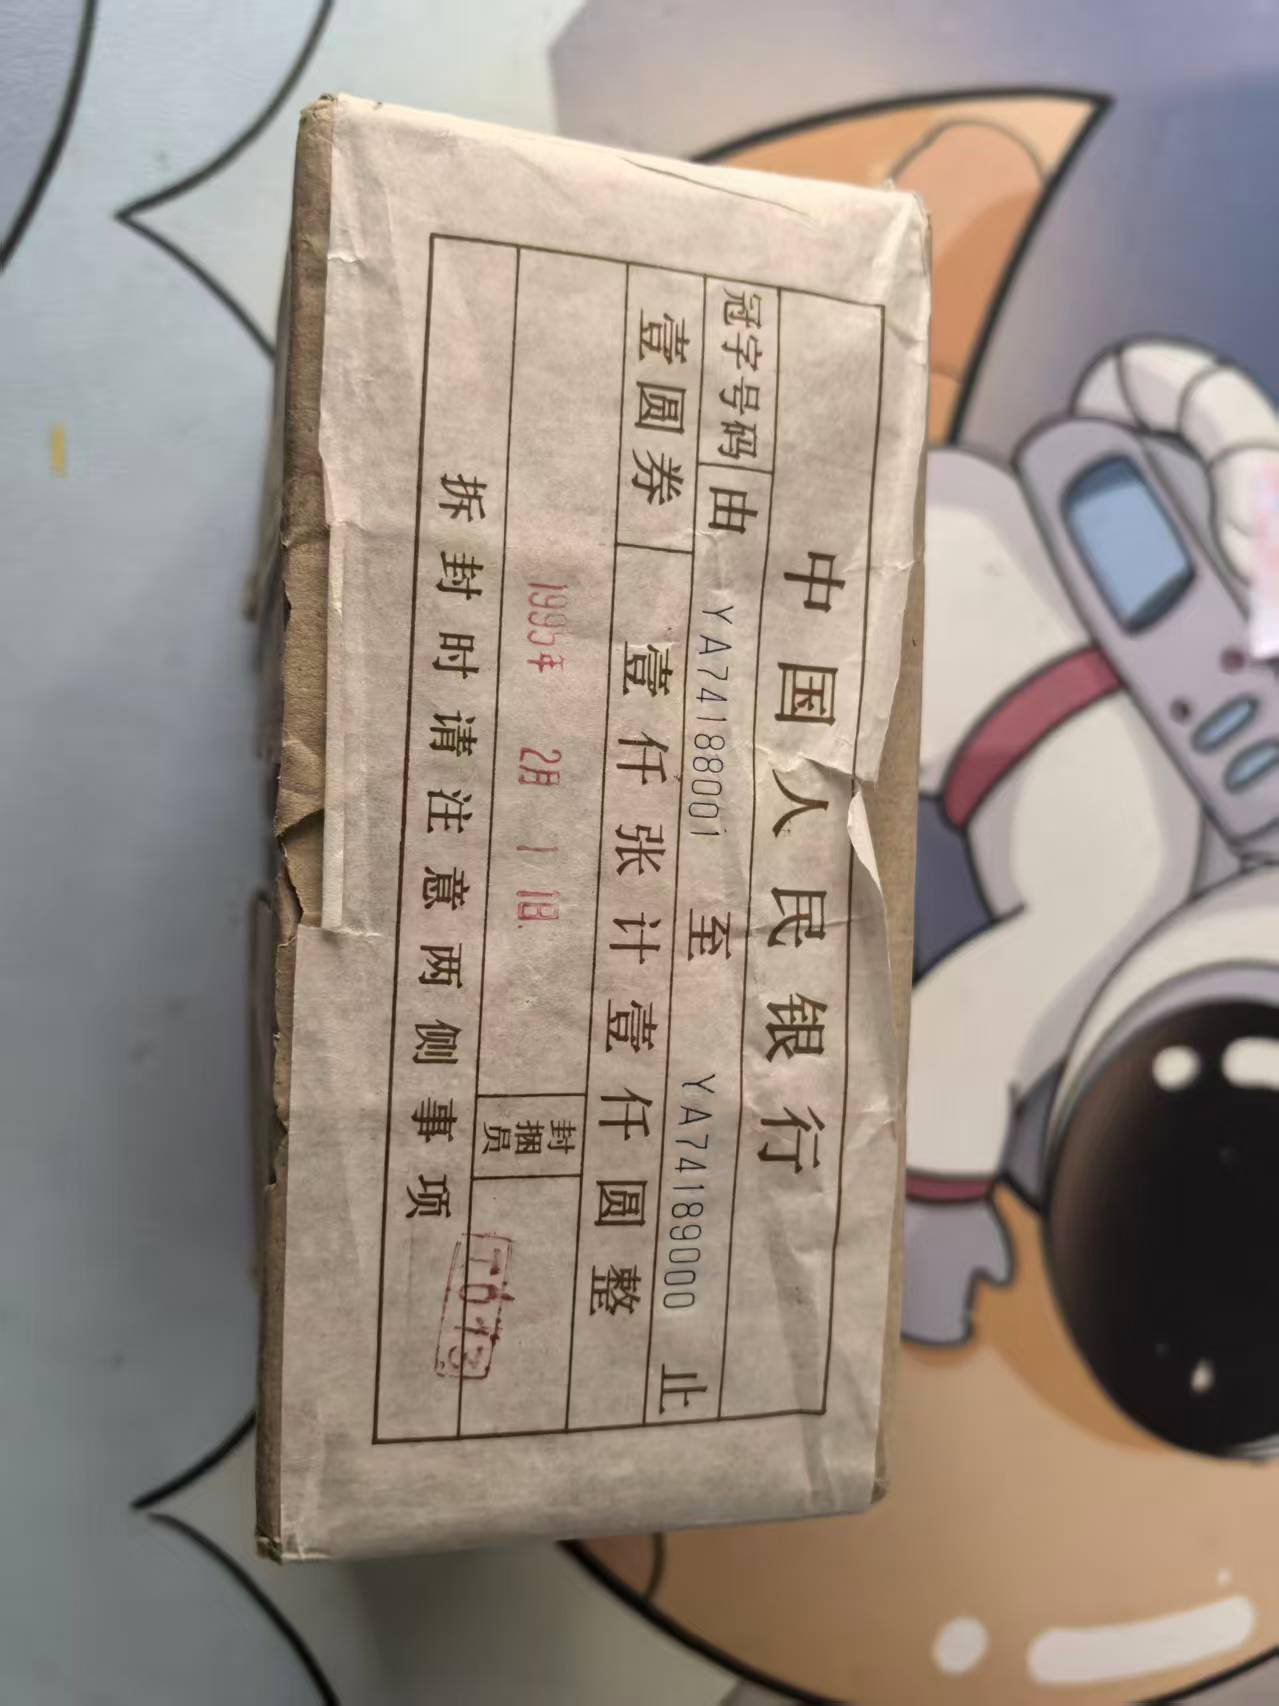 中国人民银行
冠字号码 由 YA74188001 至 YA74189000 止
壹圆券 壹仟张计壹仟圆整
1995年 2月 11日.
封捆员
拆封时请注意两侧事项